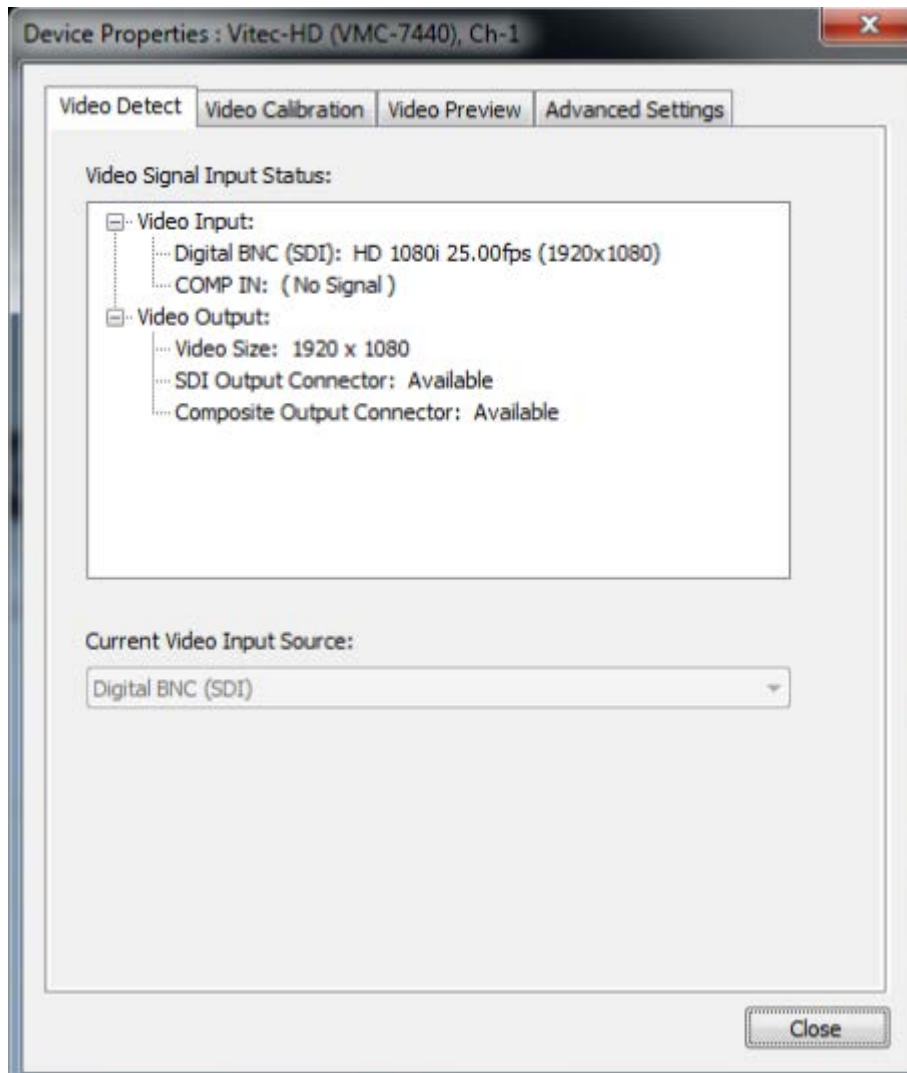 Device Properties : Vitec-HD (VMC-7440), Ch-1
Video Detect Video Calibration Video Preview Advanced Settings
Video Signal Input Status:
Video Input:
Digital BNC (SDI): HD 1080i 25.00fps (1920x1080)
COMP IN: ( No Signal )
Video Output:
Video Size: 1920 x 1080
SDI Output Connector: Available
Composite Output Connector: Available
Current Video Input Source:
Digital BNC (SDI)
Close